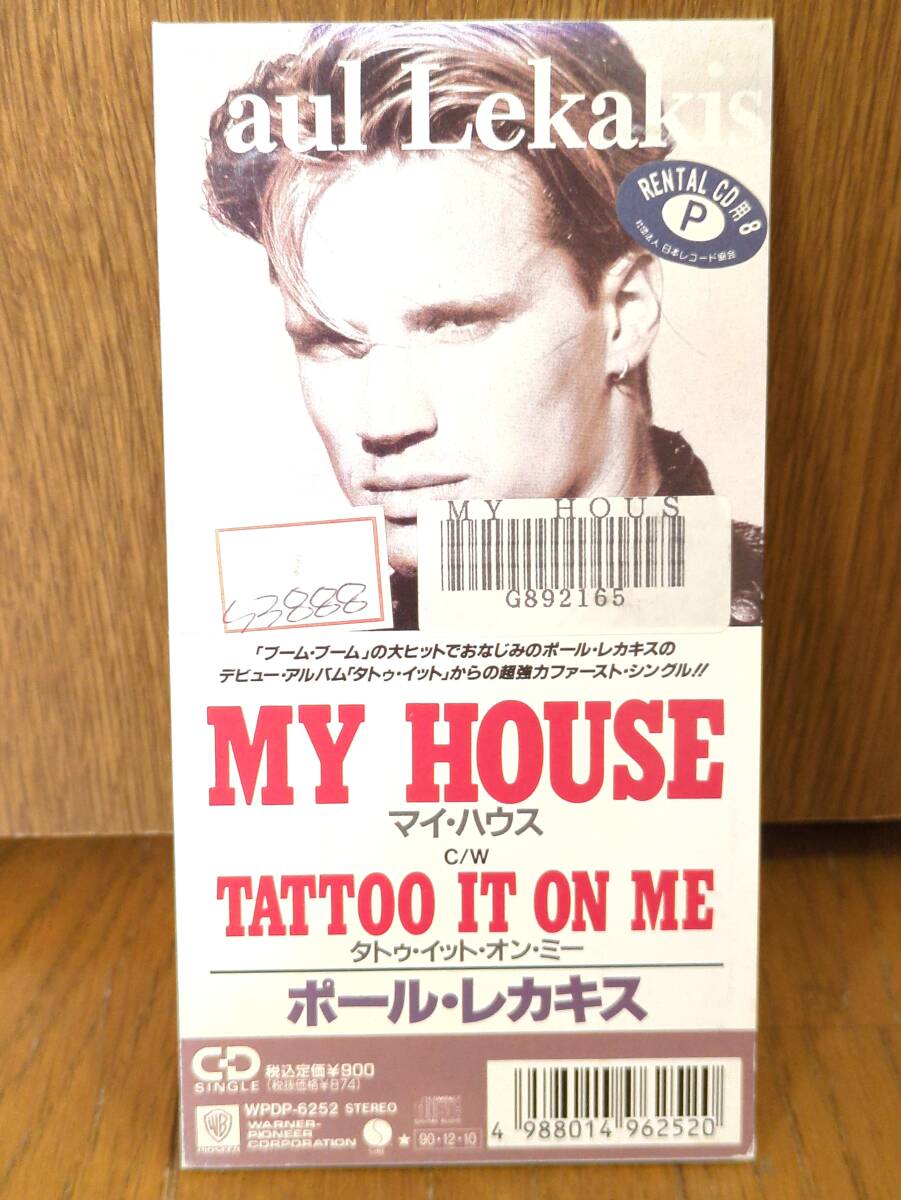 aul Lekakis
RENTAL CD用 8
P
社団法人 日本レコード協会
MY HOUS
G892165
53888
「ブーム・ブーム」の大ヒットでおなじみのポール・レカキスの
デビュー・アルバム「タトゥ・イット」からの超強力ファースト・シングル!!
MY HOUSE
マイ・ハウス
C/W
TATTOO IT ON ME
タトゥ・イット・オン・ミー
ポール・レカキス
CD
SINGLE
税込定価¥900
(税抜価格¥874)
WPDP-6252 STEREO
WARNER-
PIONEER
CORPORATION
★ 90・12・10
4 988014 962520